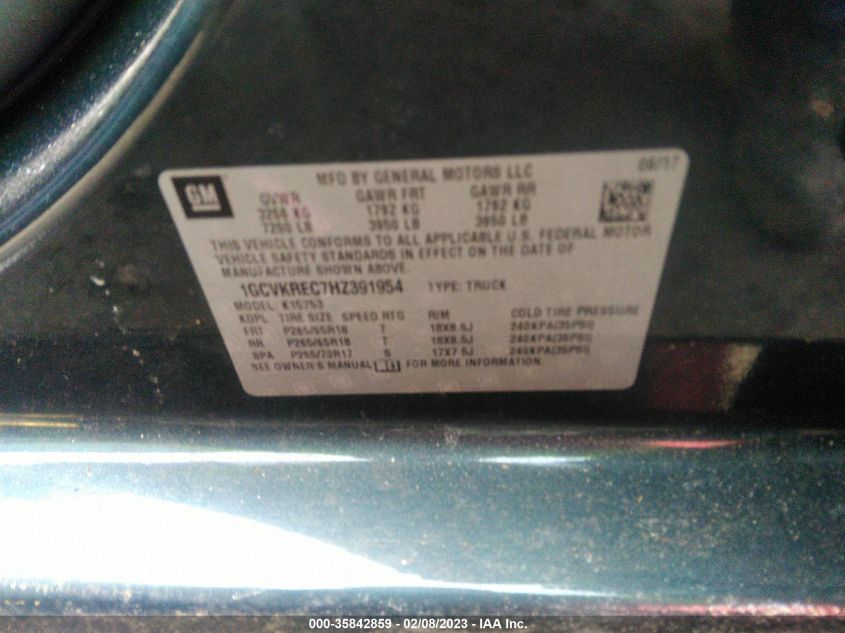 GM
MFD BY GENERAL MOTORS LLC
GVWR GAWR FRT GAWR RR
KG 1792 KG 1792 KG
7200 LB 3950 LB 3950 LB
THIS VEHICLE CONFORMS TO ALL APPLICABLE U.S. FEDERAL MOTOR
VEHICLE SAFETY STANDARDS IN EFFECT ON THE DATE OF
MANUFACTURE SHOWN ABOVE.
1GCVKREC7HZ391954 TYPE: TRUCK
MODEL: K15753
KDPL TIRE SIZE SPEED RTG RIM COLD TIRE PRESSURE
FRT P265/65R18 T 18X8.5J 240KPA(35PSI)
RR P265/65R18 T 18X8.5J 240KPA(35PSI)
SPA P265/70R17 S 17X7.5J 240KPA(35PSI)
SEE OWNER'S MANUAL FOR MORE INFORMATION
000-35842859 - 02/08/2023 - IAA Inc.